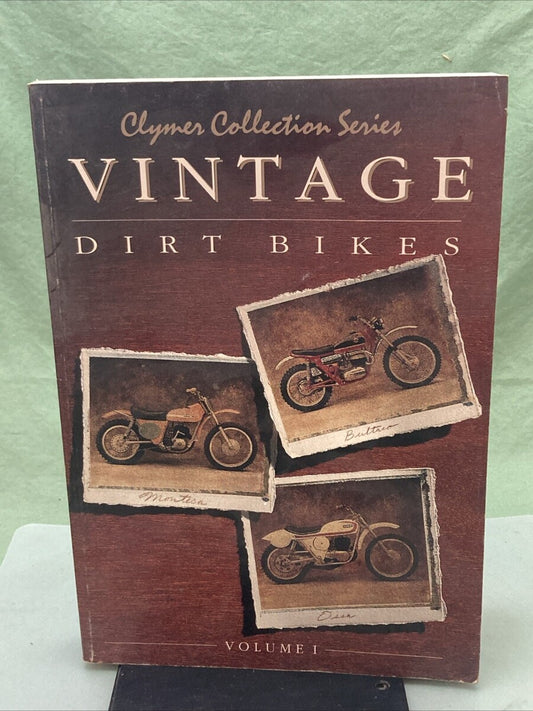 Clymer Collection Series
VINTAGE
DIRT BIKES
Bultaco
Montesa
Ossa
VOLUME I